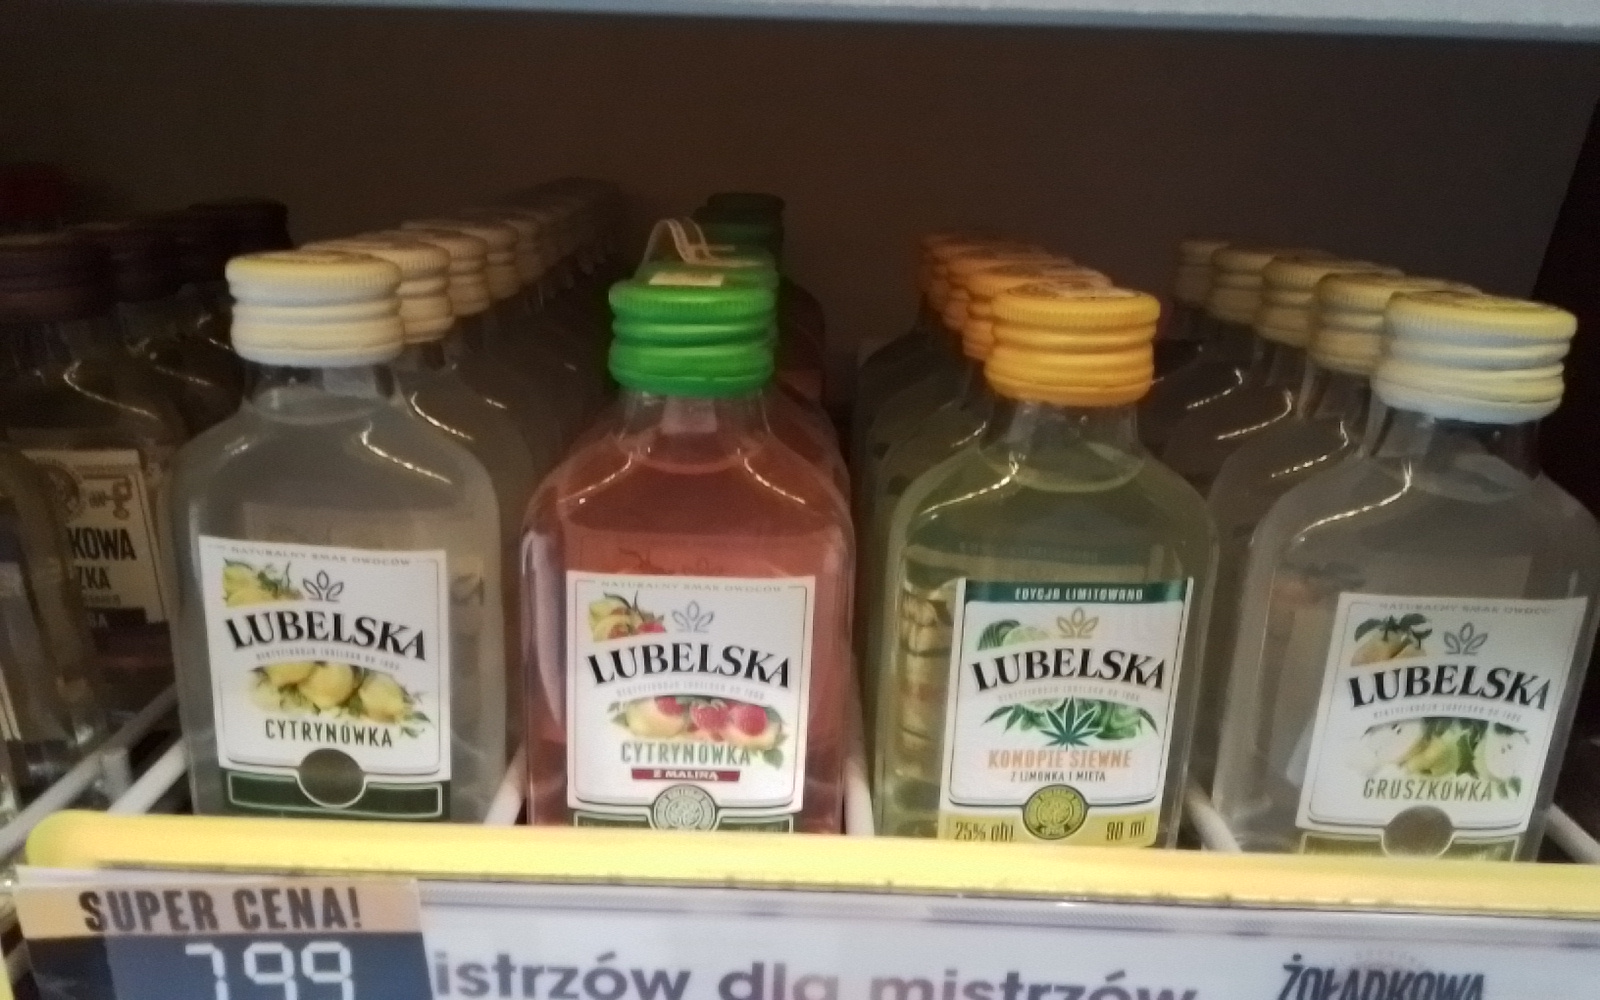 KOWA
ZKA
NATURALNY SMAK OWOCÓW
LUBELSKA
CYTRYNÓWKA
NATURALNY SMAK OWOCÓW
LUBELSKA
CYTRYNÓWKA
Z MALINĄ
EDYCJA LIMITOWANA
LUBELSKA
KONOPIE SIEWNE
Z LIMONKĄ I MIĘTĄ
25% obj. 90 ml
NATURALNY SMAK OWOCÓW
LUBELSKA
GRUSZKÓWKA
SUPER CENA!
7.99
istrzów dla mistrzów
ŻOŁĄDKOWA